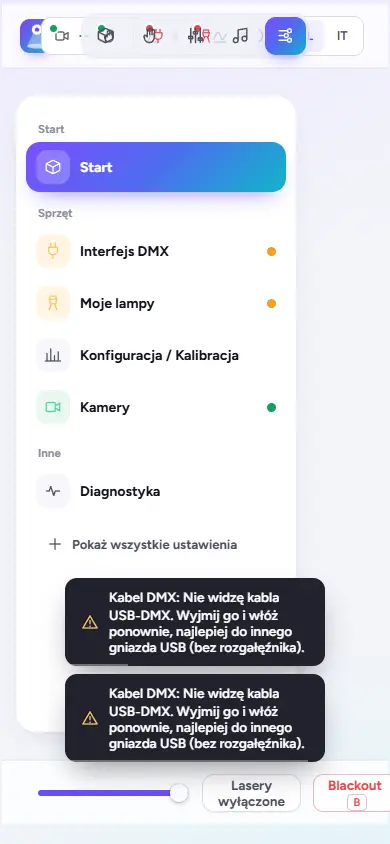 IT
Start
Start
Sprzęt
Interfejs DMX
Moje lampy
Konfiguracja / Kalibracja
Kamery
Inne
Diagnostyka
Pokaż wszystkie ustawienia
Kabel DMX: Nie widzę kabla
USB-DMX. Wyjmij go i włóż
ponownie, najlepiej do innego
gniazda USB (bez rozgałęźnika).
Kabel DMX: Nie widzę kabla
USB-DMX. Wyjmij go i włóż
ponownie, najlepiej do innego
gniazda USB (bez rozgałęźnika).
Lasery
wyłączone
Blackout
B